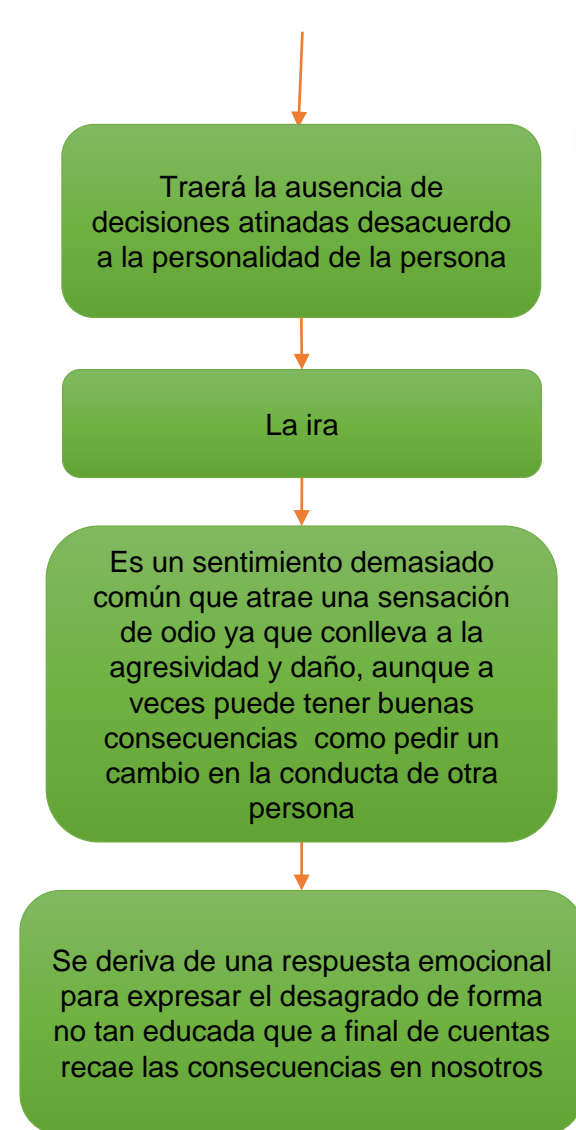 Traerá la ausencia de
decisiones atinadas desacuerdo
a la personalidad de la persona
La ira
Es un sentimiento demasiado
común que atrae una sensación
de odio ya que conlleva a la
agresividad y daño, aunque a
veces puede tener buenas
consecuencias  como pedir un
cambio en la conducta de otra
persona
Se deriva de una respuesta emocional
para expresar el desagrado de forma
no tan educada que a final de cuentas
recae las consecuencias en nosotros